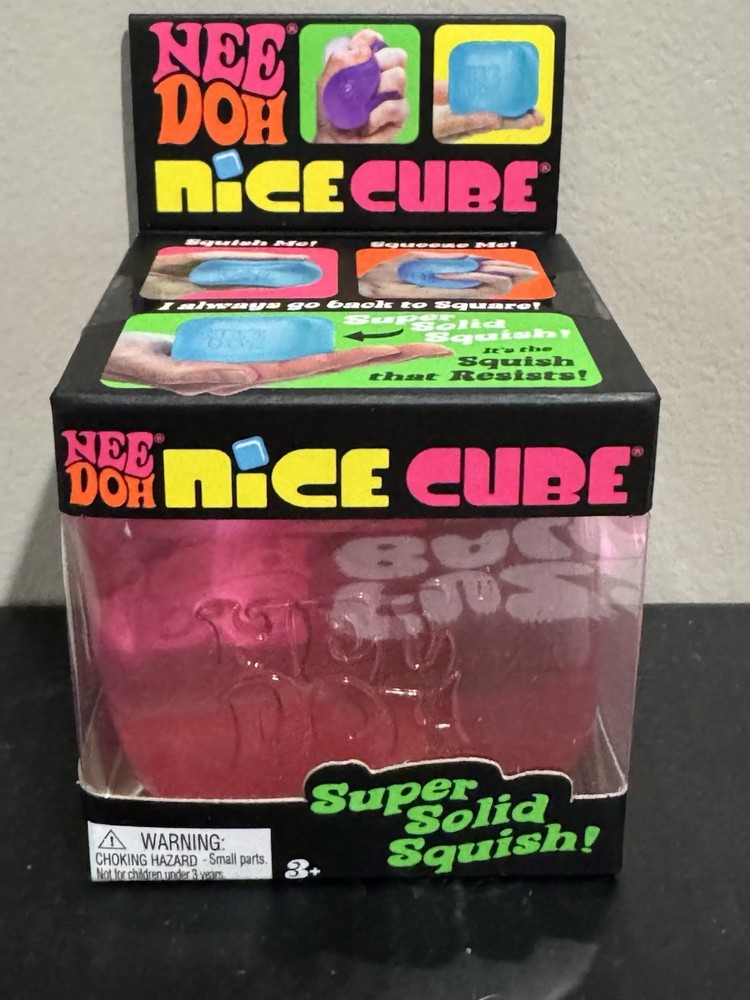 NEE
DOH®
NiCE CUBE®
Squish Me! Squeeze Me!
I always go back to Square!
Super
Solid
Squish!
It's the
Squish
that Resists!
NEE
DOH®
NiCE CUBE®
NEE
DOH
Super
Solid
Squish!
WARNING:
CHOKING HAZARD - Small parts.
Not for children under 3 years.
3+